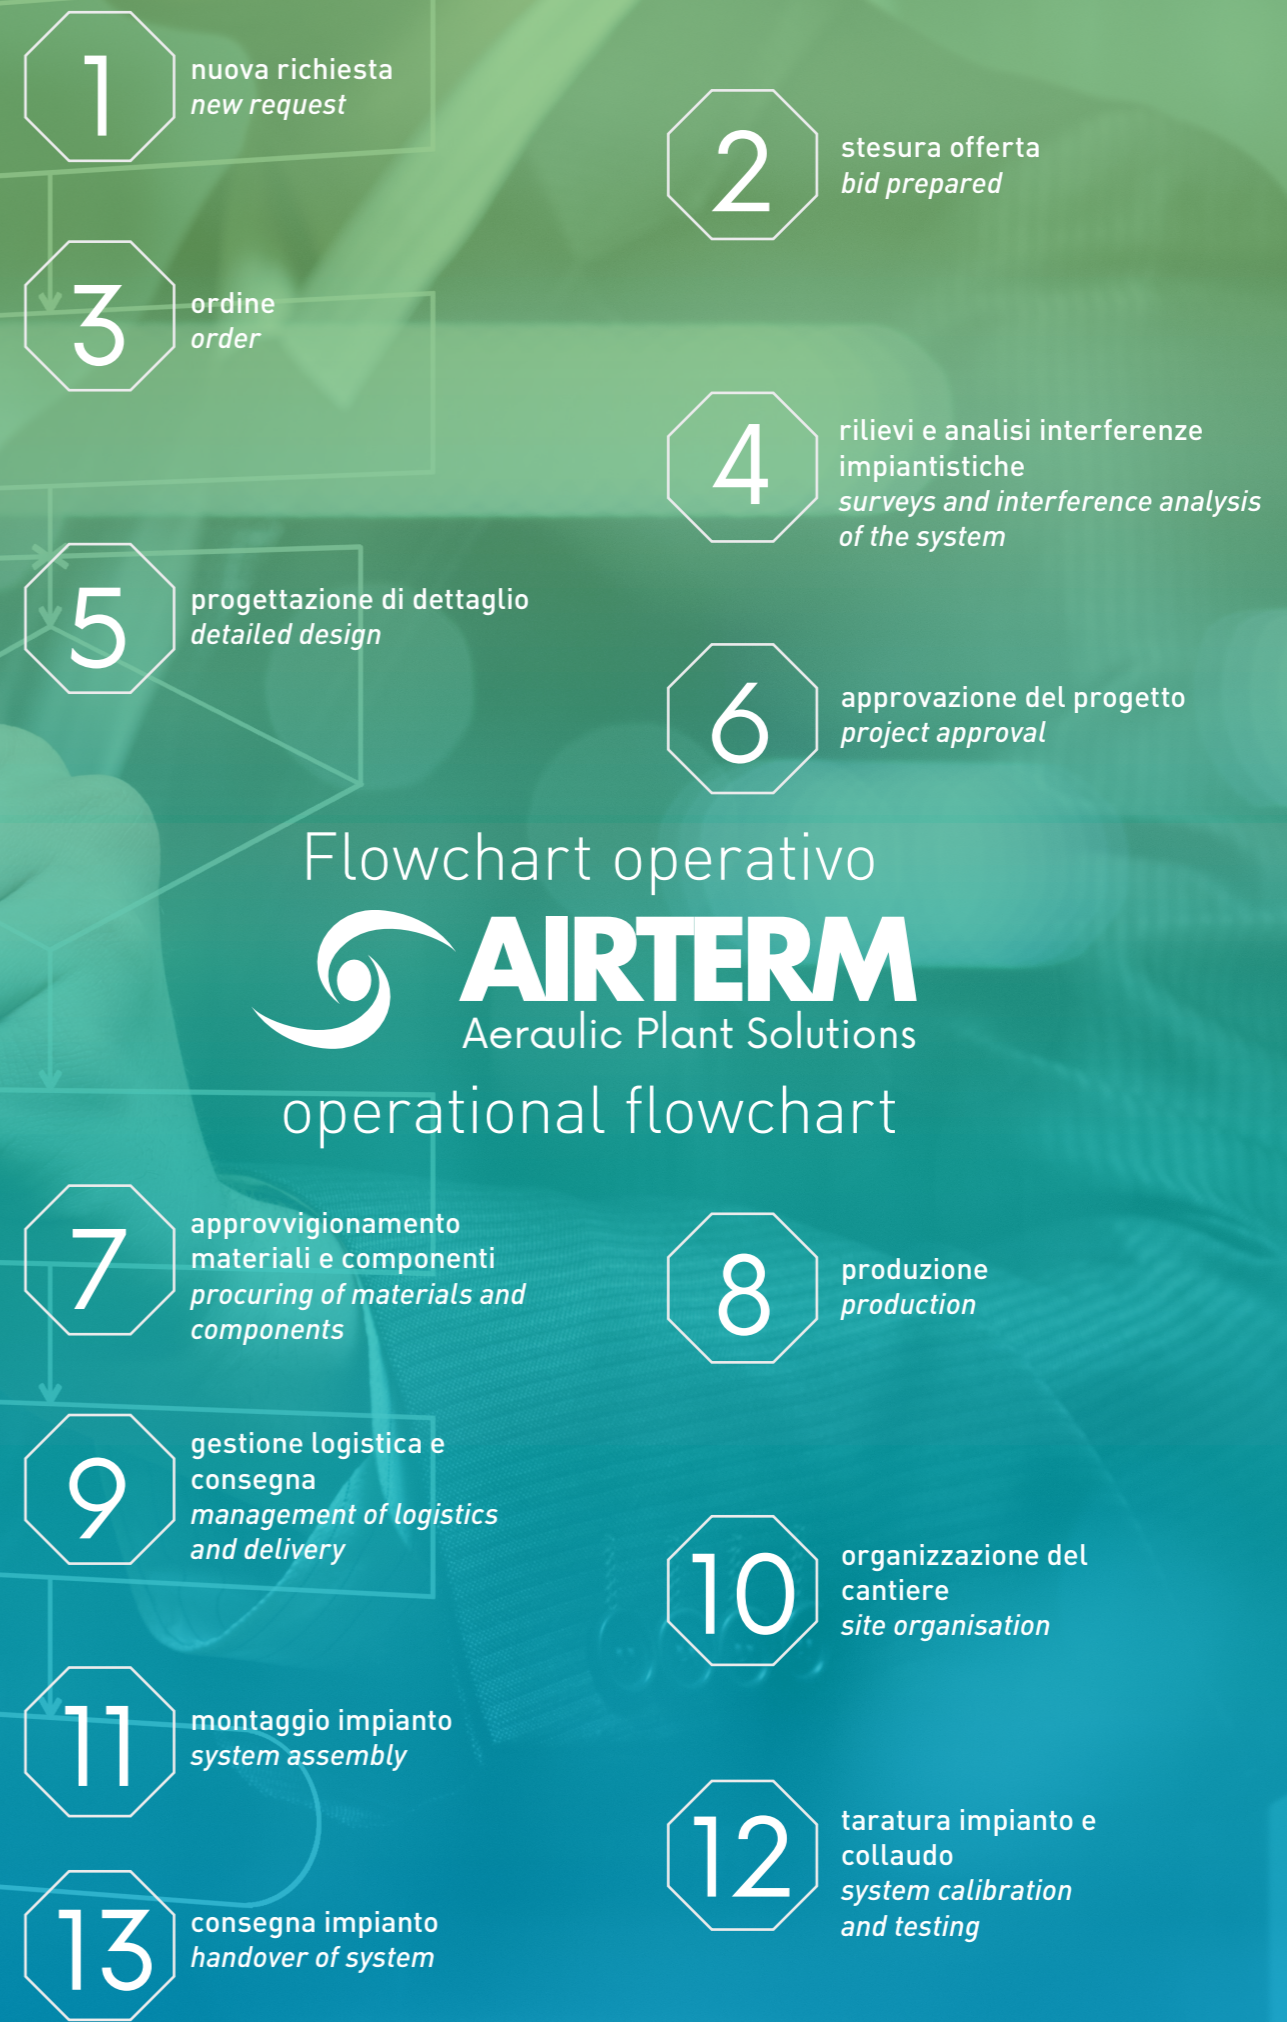 1
nuova richiesta
new request
2
stesura offerta
bid prepared
3
ordine
order
4
rilievi e analisi interferenze
impiantistiche
surveys and interference analysis
of the system
5
progettazione di dettaglio
detailed design
6
approvazione del progetto
project approval
Flowchart operativo
AIRTERM
Aeraulic Plant Solutions
operational flowchart
7
approvvigionamento
materiali e componenti
procuring of materials and
components
8
produzione
production
9
gestione logistica e
consegna
management of logistics
and delivery
10
organizzazione del
cantiere
site organisation
11
montaggio impianto
system assembly
12
taratura impianto e
collaudo
system calibration
and testing
13
consegna impianto
handover of system